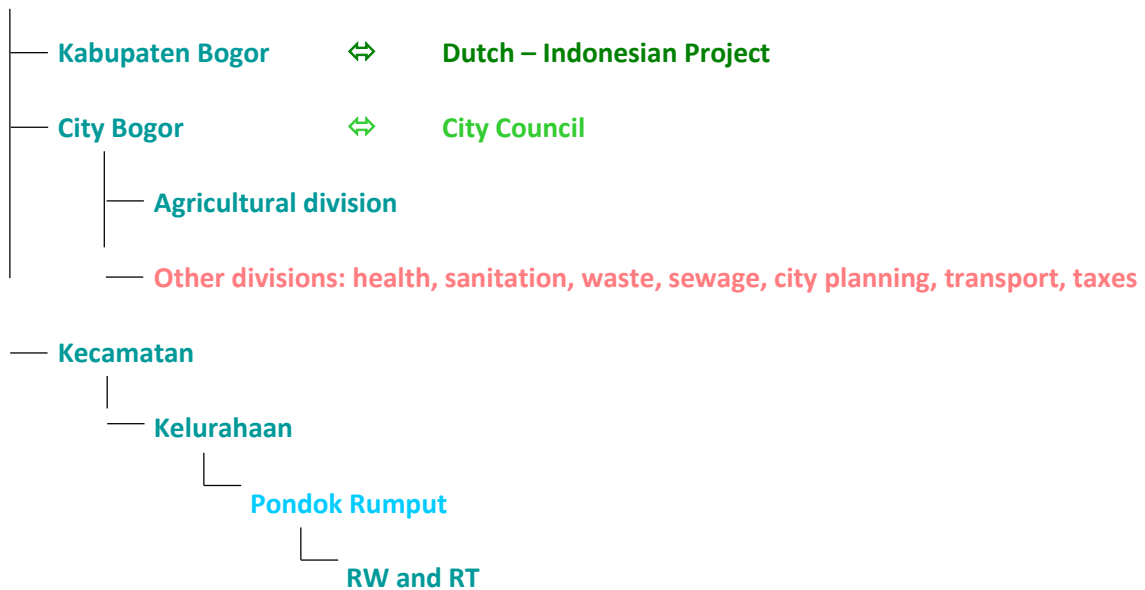 Kabupaten Bogor ⇔ Dutch – Indonesian Project
City Bogor ⇔ City Council
Agricultural division
Other divisions: health, sanitation, waste, sewage, city planning, transport, taxes
Kecamatan
Kelurahaan
Pondok Rumput
RW and RT